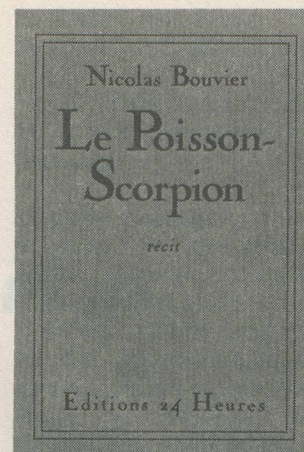 Nicolas Bouvier
Le Poisson-
Scorpion
récit
Editions 24 Heures